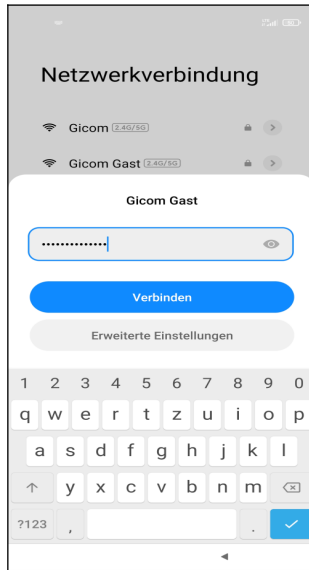 Netzwerkverbindung
Gicom 2.4G/5G
Gicom Gast 2.4G/5G
Gicom Gast
••••••••••••••
Verbinden
Erweiterte Einstellungen
1 2 3 4 5 6 7 8 9 0
q w e r t z u i o p
a s d f g h j k l
y x c v b n m
?123 , .